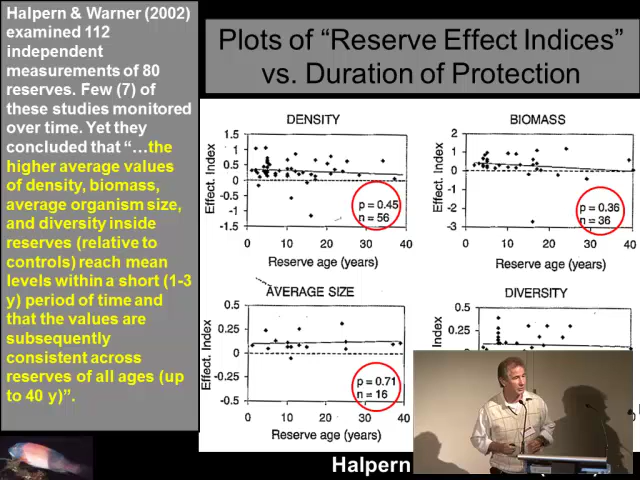 Halpern & Warner (2002)
examined 112
independent
measurements of 80
reserves. Few (7) of
these studies monitored
over time. Yet they
concluded that “…the
higher average values
of density, biomass,
average organism size,
and diversity inside
reserves (relative to
controls) reach mean
levels within a short (1-3
y) period of time and
that the values are
subsequently
consistent across
reserves of all ages (up
to 40 y)”.
Plots of “Reserve Effect Indices”
vs. Duration of Protection
DENSITY
Effect. Index
1.5
1
0.5
0
-0.5
-1
-1.5
p = 0.45
n = 56
0 10 20 30 40
Reserve age (years)
BIOMASS
Effect. Index
2
1
0
-1
-2
-3
p = 0.36
n = 36
0 10 20 30 40
Reserve age (years)
AVERAGE SIZE
Effect. Index
0.5
0.25
0
-0.25
-0.5
p = 0.71
n = 16
0 10 20 30 40
Reserve age (years)
DIVERSITY
0.5
0.25
Halpern